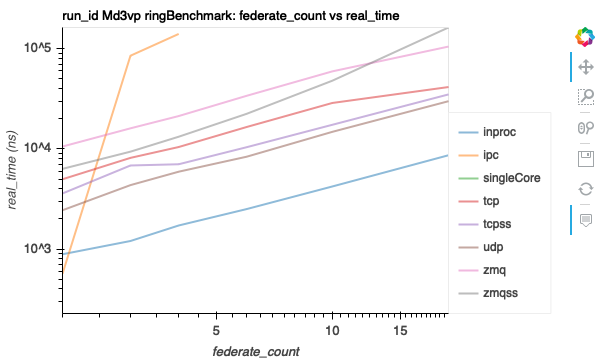 run_id Md3vp ringBenchmark: federate_count vs real_time
real_time (ns)
10^5
10^4
10^3
5
10
15
federate_count
inproc
ipc
singleCore
tcp
tcpss
udp
zmq
zmqss